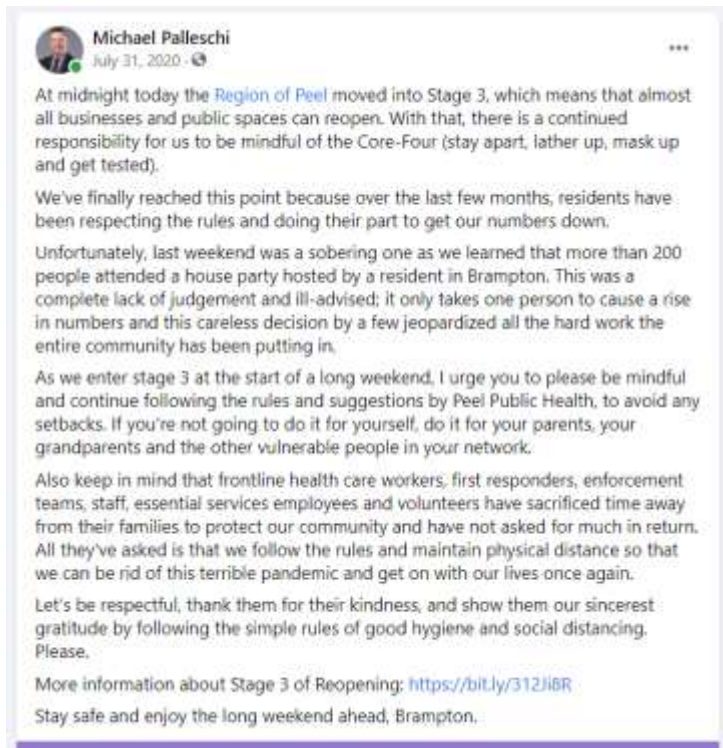 Michael Palleschi
July 31, 2020 ·
At midnight today the Region of Peel moved into Stage 3, which means that almost
all businesses and public spaces can reopen. With that, there is a continued
responsibility for us to be mindful of the Core-Four (stay apart, lather up, mask up
and get tested).
We've finally reached this point because over the last few months, residents have
been respecting the rules and doing their part to get our numbers down.
Unfortunately, last weekend was a sobering one as we learned that more than 200
people attended a house party hosted by a resident in Brampton. This was a
complete lack of judgement and ill-advised; it only takes one person to cause a rise
in numbers and this careless decision by a few jeopardized all the hard work the
entire community has been putting in.
As we enter stage 3 at the start of a long weekend, I urge you to please be mindful
and continue following the rules and suggestions by Peel Public Health, to avoid any
setbacks. If you're not going to do it for yourself, do it for your parents, your
grandparents and the other vulnerable people in your network.
Also keep in mind that frontline health care workers, first responders, enforcement
teams, staff, essential services employees and volunteers have sacrificed time away
from their families to protect our community and have not asked for much in return.
All they've asked is that we follow the rules and maintain physical distance so that
we can be rid of this terrible pandemic and get on with our lives once again.
Let's be respectful, thank them for their kindness, and show them our sincerest
gratitude by following the simple rules of good hygiene and social distancing.
Please.
More information about Stage 3 of Reopening: https://bit.ly/312Ji8R
Stay safe and enjoy the long weekend ahead, Brampton.